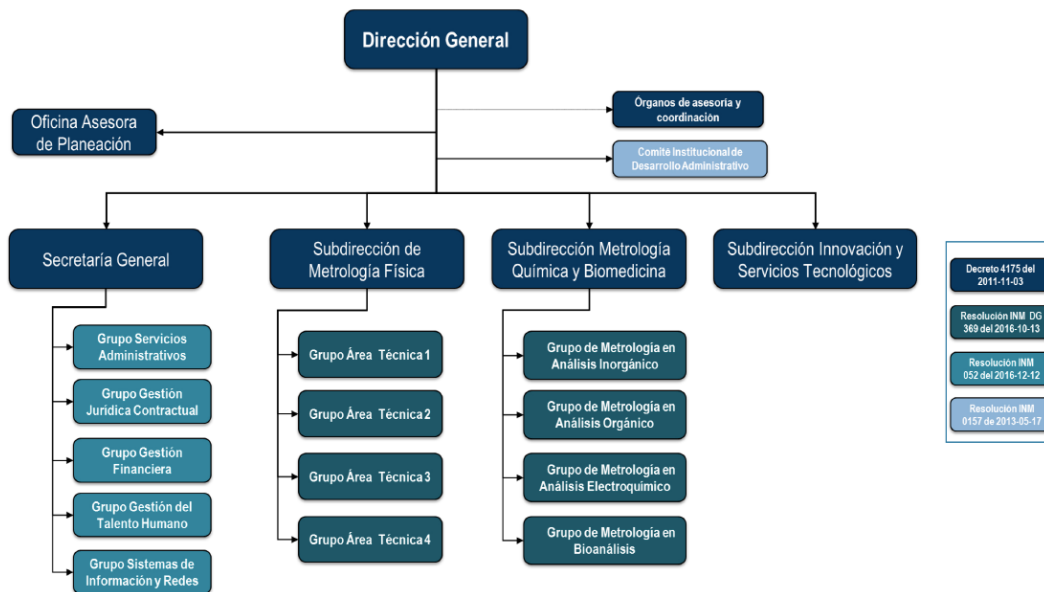 Dirección General
Órganos de asesoría y
coordinación
Oficina Asesora
de Planeación
Comité Institucional de
Desarrollo Administrativo
Secretaría General
Subdirección de
Metrología Física
Subdirección Metrología
Química y Biomedicina
Subdirección Innovación y
Servicios Tecnológicos
Grupo Servicios
Administrativos
Grupo Gestión
Jurídica Contractual
Grupo Gestión
Financiera
Grupo Gestión del
Talento Humano
Grupo Sistemas de
Información y Redes
Grupo Área Técnica 1
Grupo Área Técnica 2
Grupo Área Técnica 3
Grupo Área Técnica 4
Grupo de Metrología en
Análisis Inorgánico
Grupo de Metrología en
Análisis Orgánico
Grupo de Metrología en
Análisis Electroquímico
Grupo de Metrología en
Bioanálisis
Decreto 4175 del
2011-11-03
Resolución INM DG
369 del 2016-10-13
Resolución INM
052 del 2016-12-12
Resolución INM
0157 de 2013-05-17